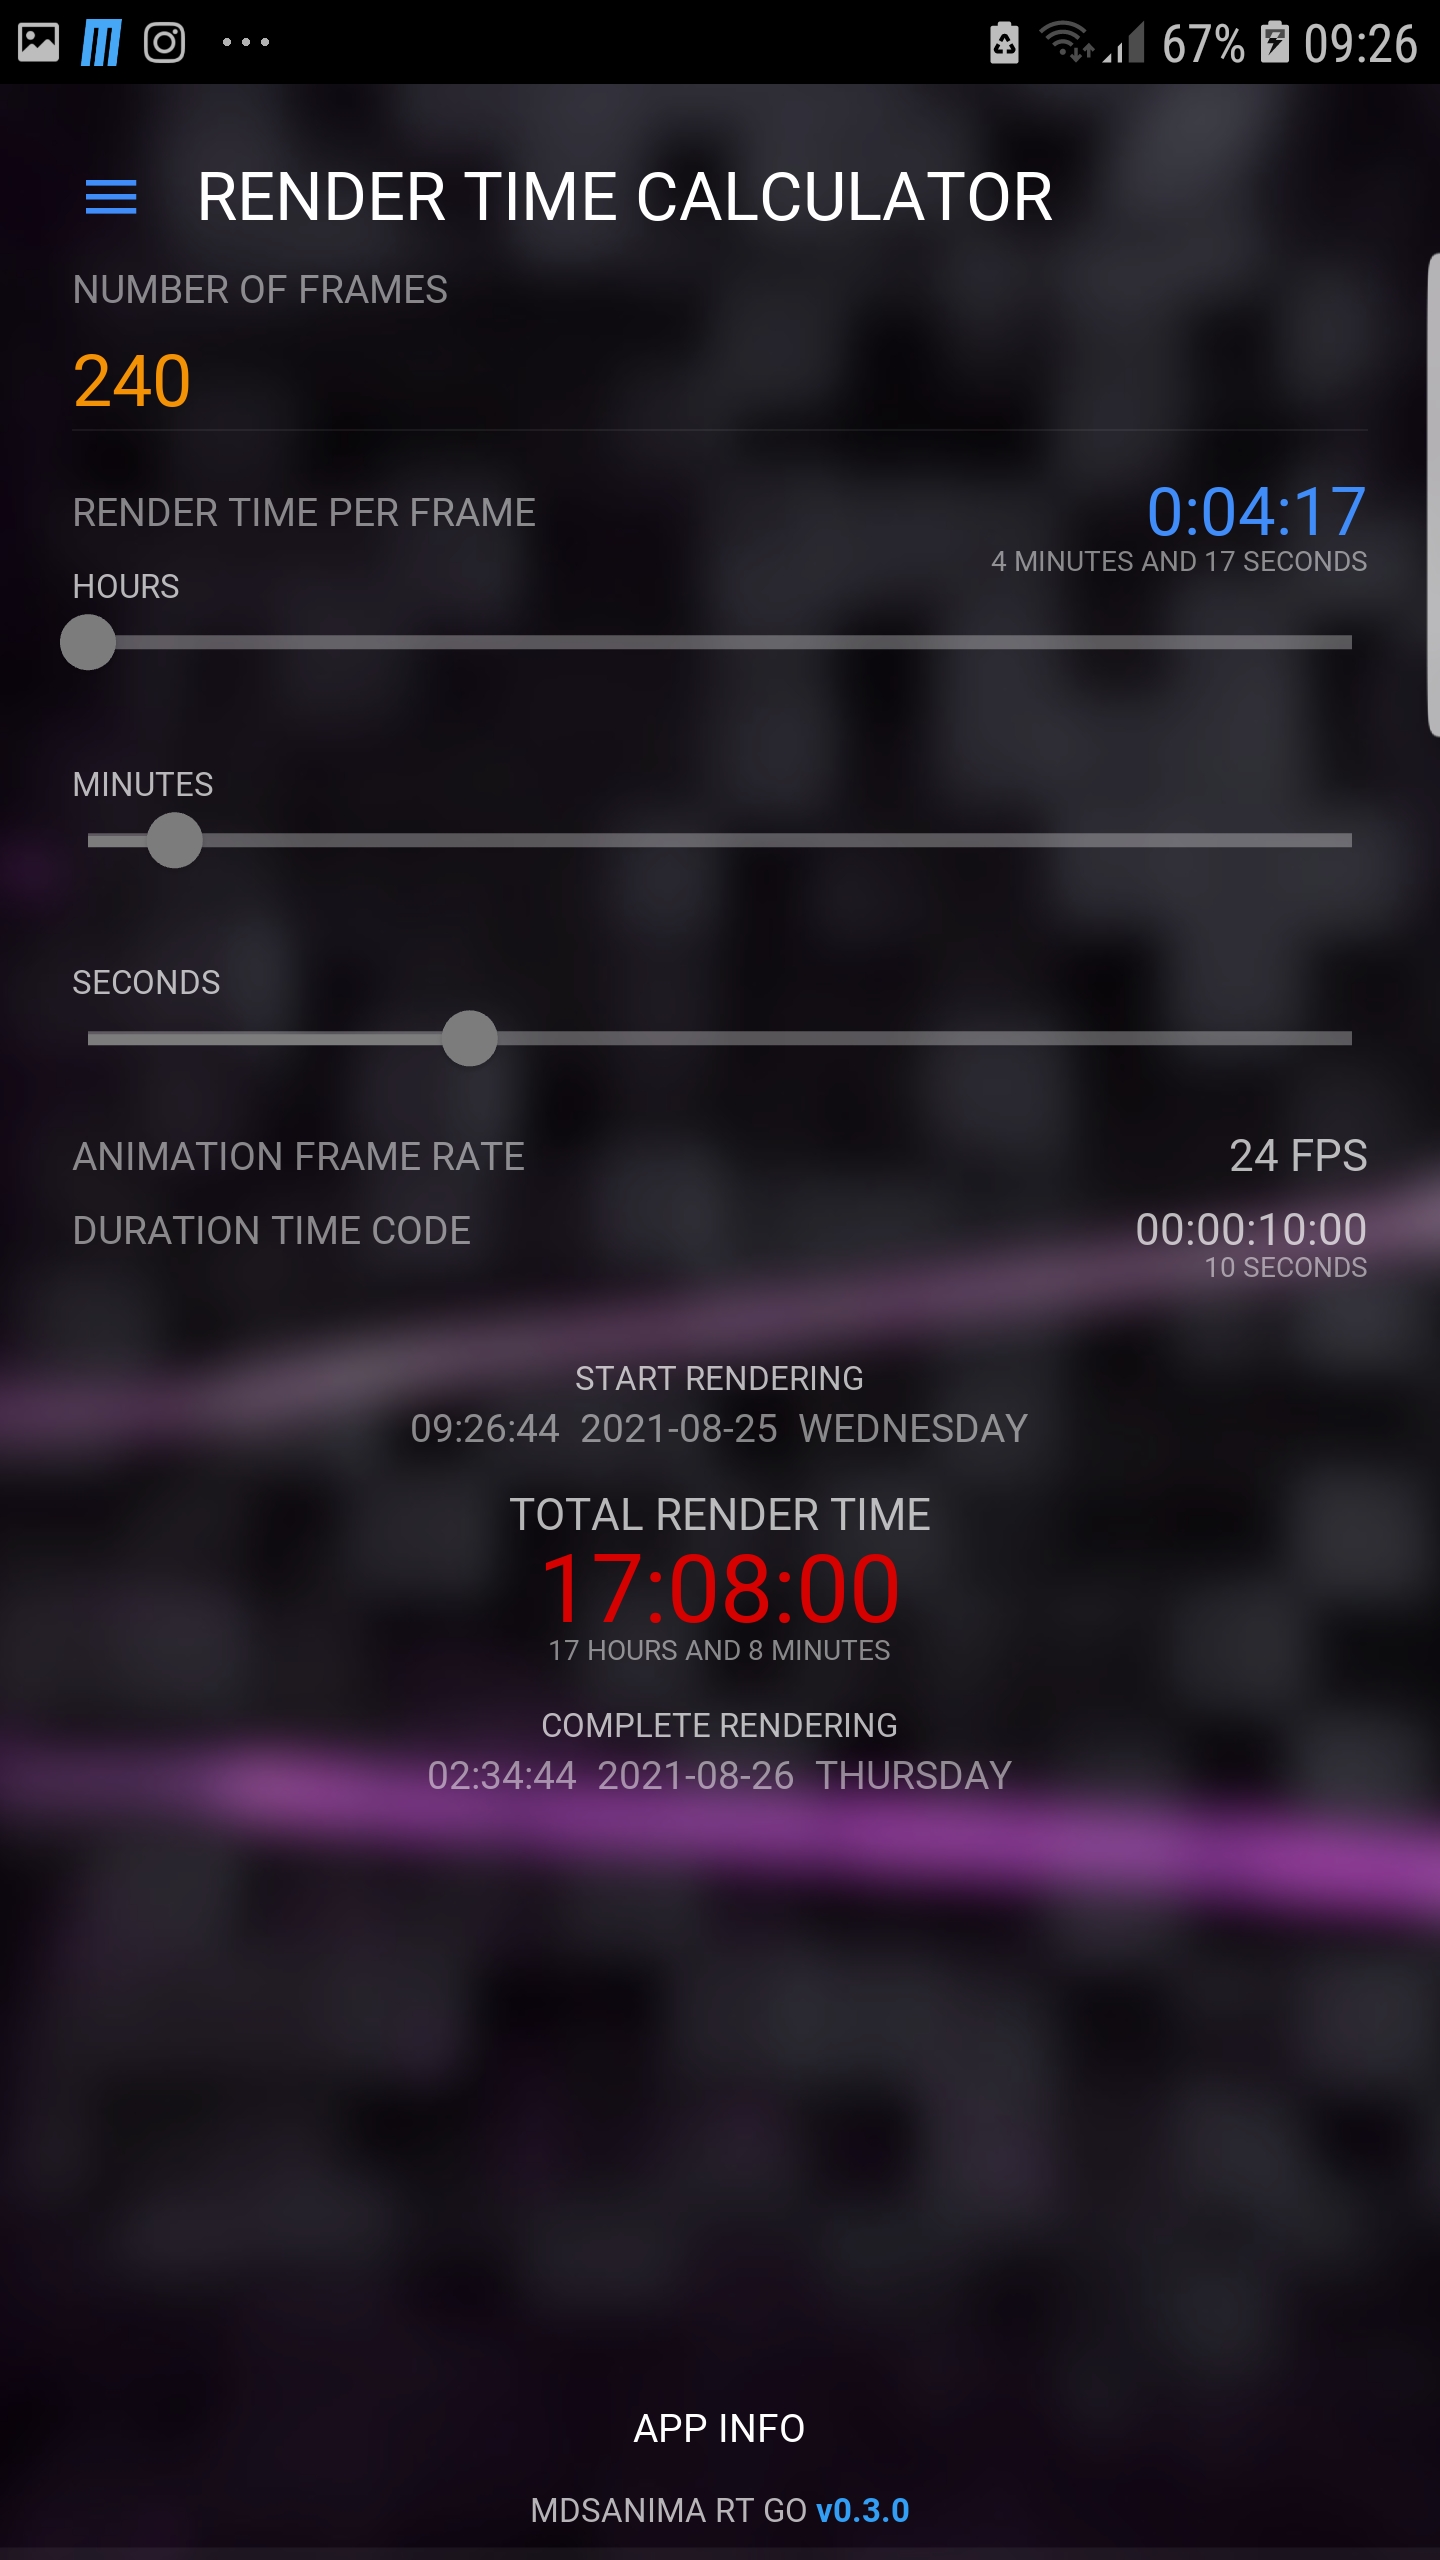 67% 09:26
RENDER TIME CALCULATOR
NUMBER OF FRAMES
240
RENDER TIME PER FRAME 0:04:17
4 MINUTES AND 17 SECONDS
HOURS
MINUTES
SECONDS
ANIMATION FRAME RATE 24 FPS
DURATION TIME CODE 00:00:10:00
10 SECONDS
START RENDERING
09:26:44 2021-08-25 WEDNESDAY
TOTAL RENDER TIME
17:08:00
17 HOURS AND 8 MINUTES
COMPLETE RENDERING
02:34:44 2021-08-26 THURSDAY
APP INFO
MDSANIMA RT GO v0.3.0